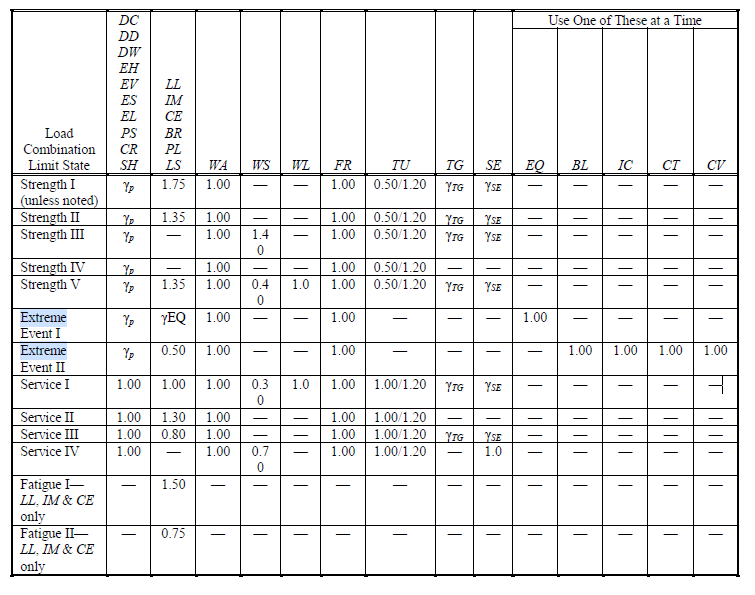 Use One of These at a Time
DC
DD
DW
EH
EV LL
ES IM
EL CE
Load PS BR
Combination CR PL
Limit State SH LS WA WS WL FR TU TG SE EQ BL IC CT CV
Strength I γp 1.75 1.00 — — 1.00 0.50/1.20 γTG γSE — — — — —
(unless noted)
Strength II γp 1.35 1.00 — — 1.00 0.50/1.20 γTG γSE — — — — —
Strength III γp — 1.00 1.4 — 1.00 0.50/1.20 γTG γSE — — — — —
0
Strength IV γp — 1.00 — — 1.00 0.50/1.20 — — — — — — —
Strength V γp 1.35 1.00 0.4 1.0 1.00 0.50/1.20 γTG γSE — — — — —
0
Extreme γp γEQ 1.00 — — 1.00 — — — 1.00 — — — —
Event I
Extreme γp 0.50 1.00 — — 1.00 — — — — 1.00 1.00 1.00 1.00
Event II
Service I 1.00 1.00 1.00 0.3 1.0 1.00 1.00/1.20 γTG γSE — — — — —
0
Service II 1.00 1.30 1.00 — — 1.00 1.00/1.20 — — — — — — —
Service III 1.00 0.80 1.00 — — 1.00 1.00/1.20 γTG γSE — — — — —
Service IV 1.00 — 1.00 0.7 — 1.00 1.00/1.20 — 1.0 — — — — —
0
Fatigue I— — 1.50 — — — — — — — — — — — —
LL, IM & CE
only
Fatigue II— — 0.75 — — — — — — — — — — — —
LL, IM & CE
only